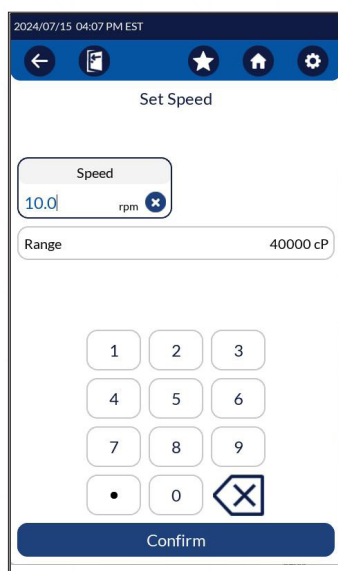 2024/07/15 04:07 PM EST
Set Speed
Speed
10.0 rpm
Range 40000 cP
1 2 3
4 5 6
7 8 9
• 0
Confirm